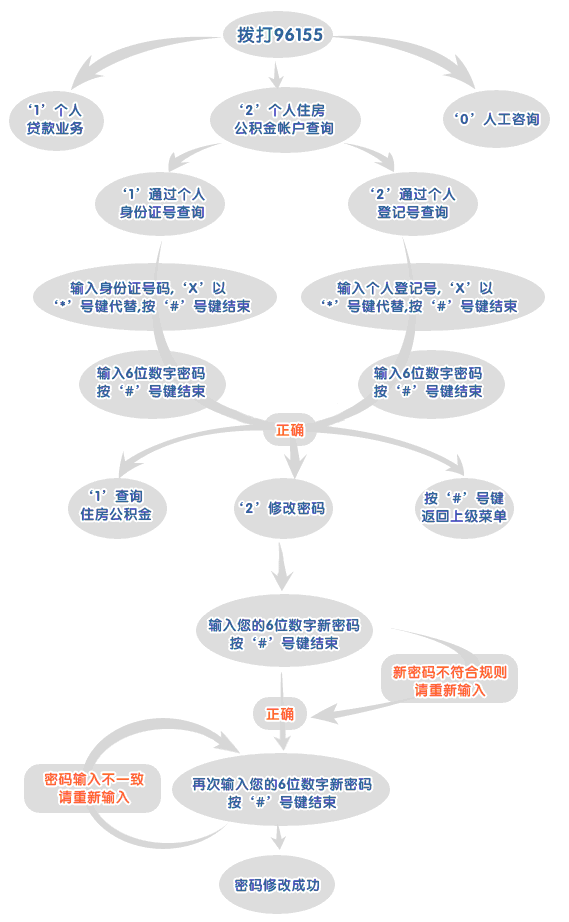 拨打96155
‘1’个人
贷款业务
‘2’个人住房
公积金帐户查询
‘0’人工咨询
‘1’通过个人
身份证号查询
‘2’通过个人
登记号查询
输入身份证号码,‘X’以
‘*’号键代替,按‘#’号键结束
输入个人登记号,‘X’以
‘*’号键代替,按‘#’号键结束
输入6位数字密码
按‘#’号键结束
输入6位数字密码
按‘#’号键结束
正确
‘1’查询
住房公积金
‘2’修改密码
按‘#’号键
返回上级菜单
输入您的6位数字新密码
按‘#’号键结束
新密码不符合规则
请重新输入
正确
密码输入不一致
请重新输入
再次输入您的6位数字新密码
按‘#’号键结束
密码修改成功